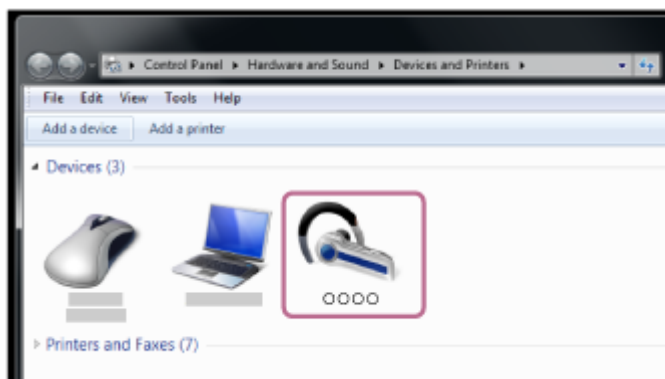 Control Panel ▸ Hardware and Sound ▸ Devices and Printers ▸
File Edit View Tools Help
Add a device Add a printer
Devices (3)
○○○○
Printers and Faxes (7)